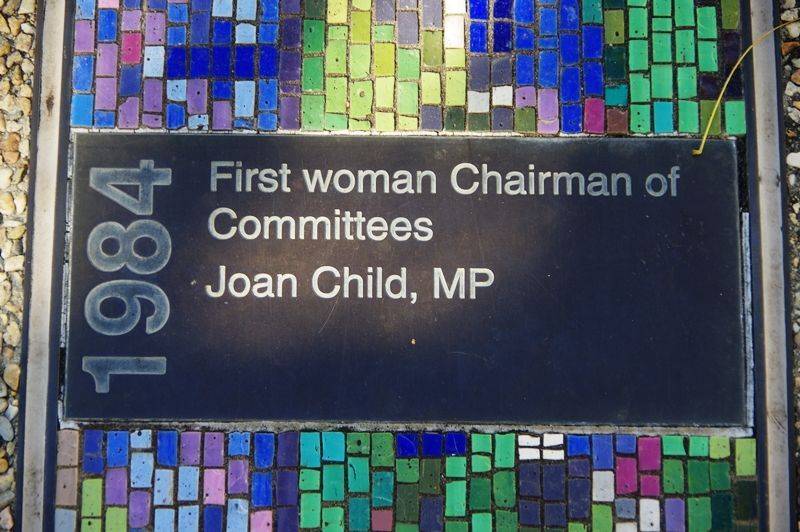 1984
First woman Chairman of
Committees
Joan Child, MP